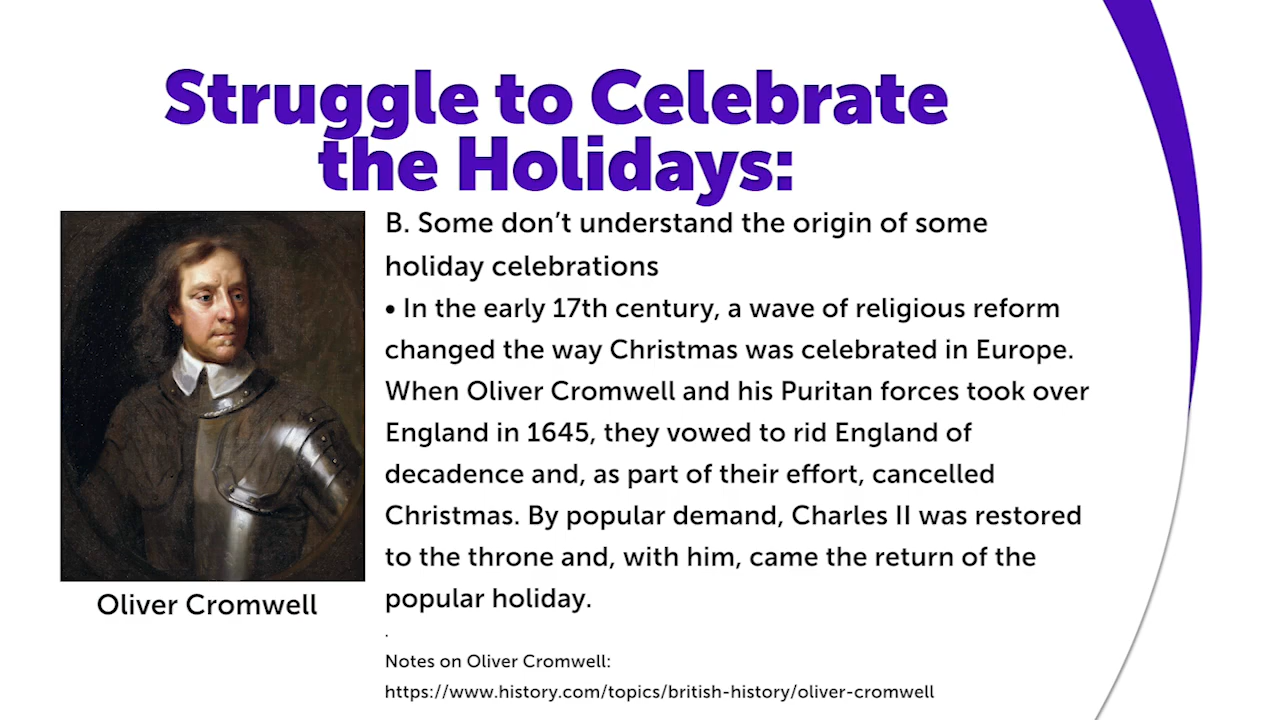 Struggle to Celebrate
the Holidays:
B. Some don’t understand the origin of some
holiday celebrations
• In the early 17th century, a wave of religious reform
changed the way Christmas was celebrated in Europe.
When Oliver Cromwell and his Puritan forces took over
England in 1645, they vowed to rid England of
decadence and, as part of their effort, cancelled
Christmas. By popular demand, Charles II was restored
to the throne and, with him, came the return of the
popular holiday.
.
Notes on Oliver Cromwell:
https://www.history.com/topics/british-history/oliver-cromwell
Oliver Cromwell